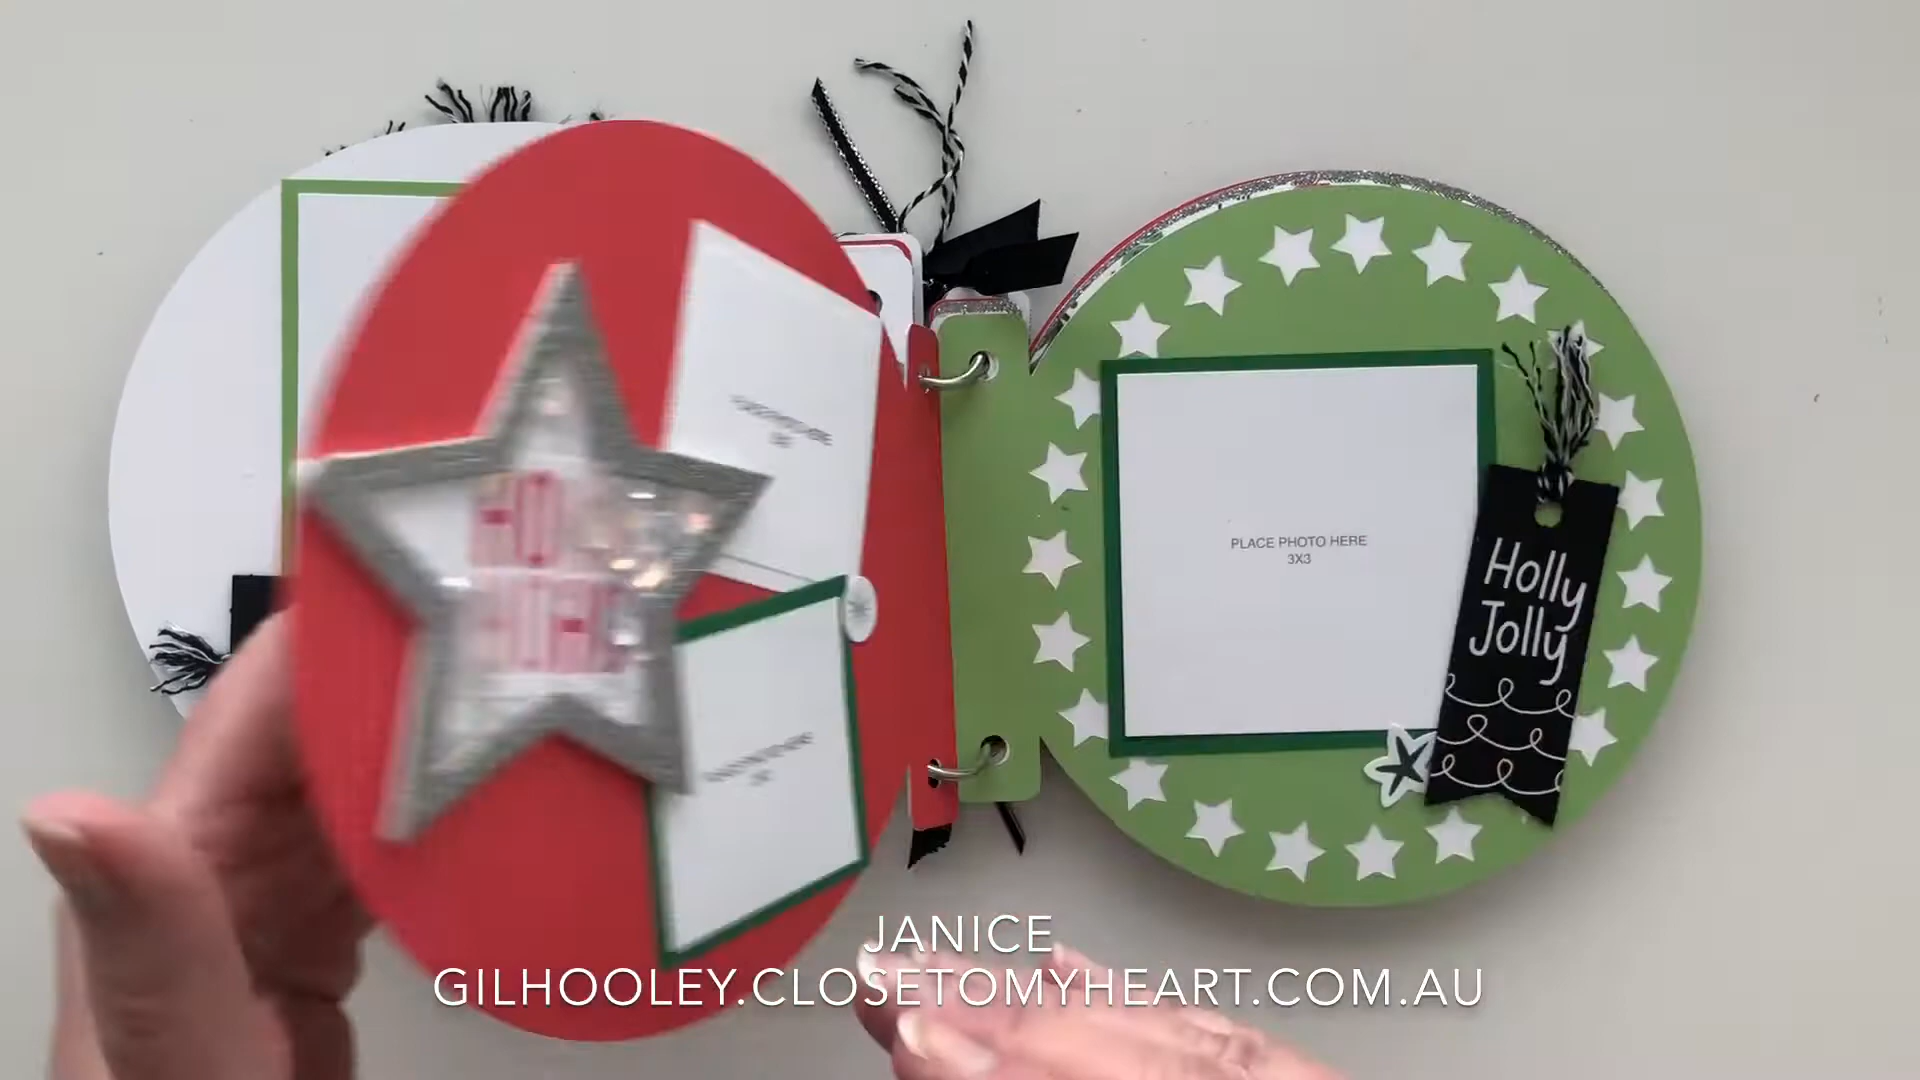 PLACE PHOTO HERE
3X3
Holly
Jolly
JANICE
GILHOOLEY.CLOSETOMYHEART.COM.AU